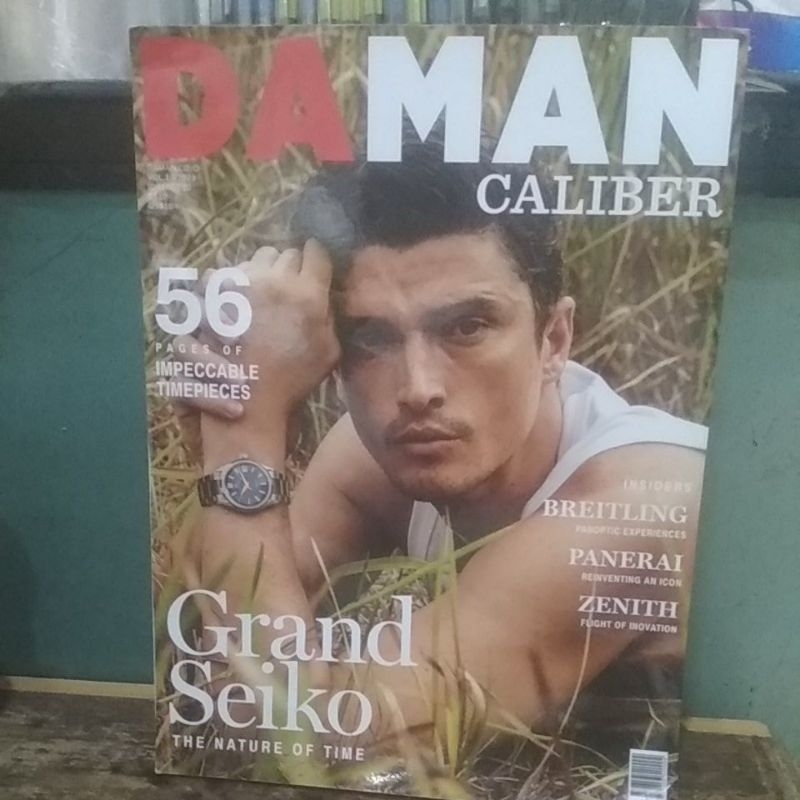 DAMAN
CALIBER
56
PAGES OF
IMPECCABLE
TIMEPIECES
INSIDERS
BREITLING
PANOPTIC EXPERIENCES
PANERAI
REINVENTING AN ICON
ZENITH
FLIGHT OF INOVATION
Grand
Seiko
THE NATURE OF TIME